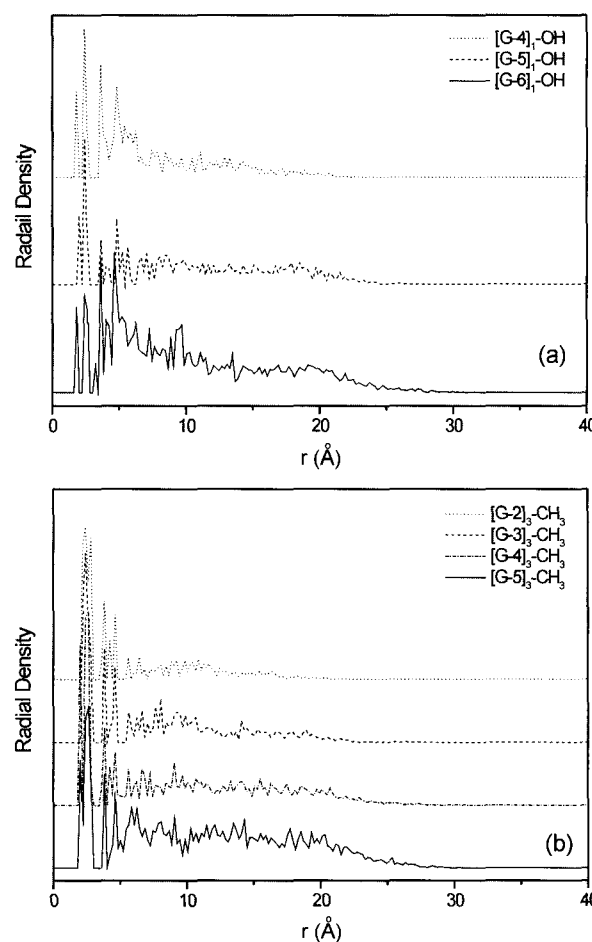 [G-4]₁-OH
[G-5]₁-OH
[G-6]₁-OH
Radail Density
(a)
0 10 20 30 40
r (Å)
[G-2]₃-CH₃
[G-3]₃-CH₃
[G-4]₃-CH₃
[G-5]₃-CH₃
Radial Density
(b)
0 10 20 30 40
r (Å)